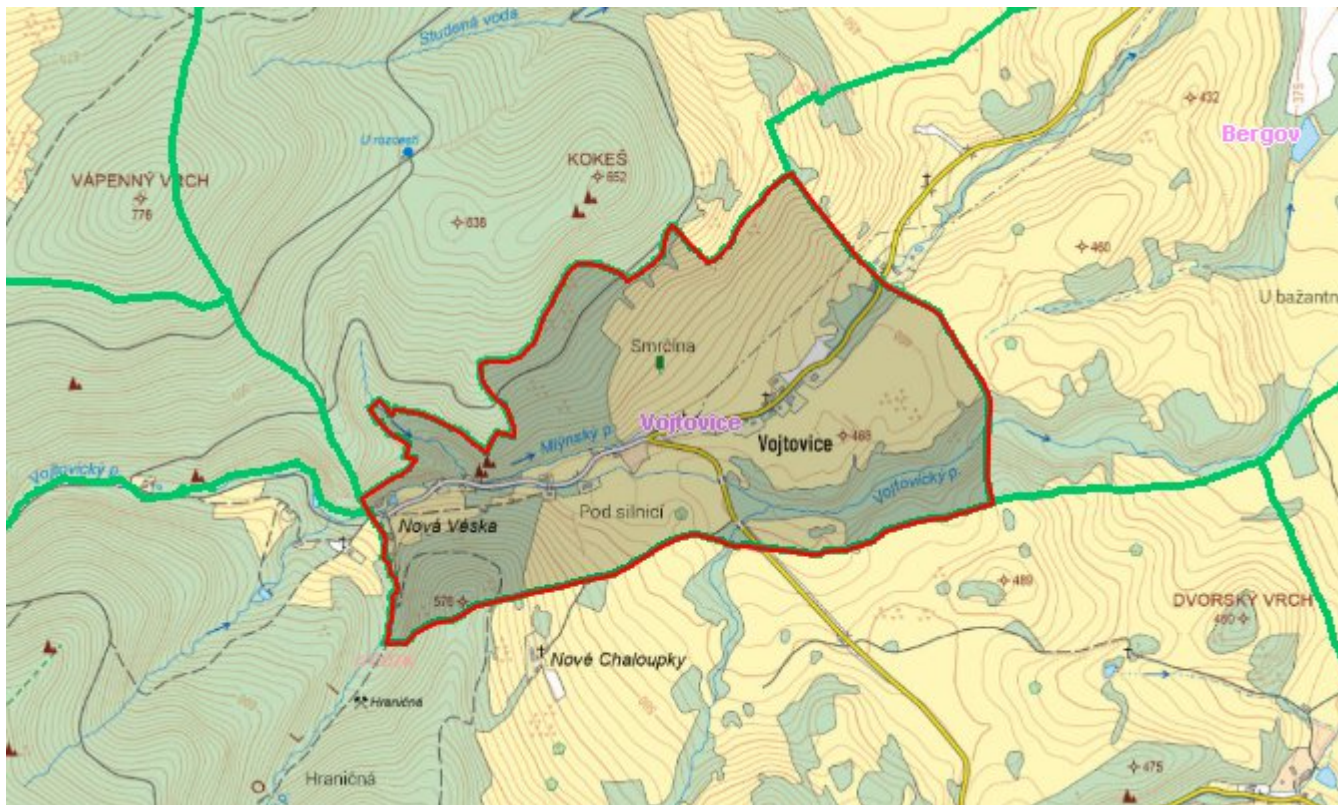 Studená voda
432
Bergov
U rozcestí
KOKEŠ
652
VÁPENNÝ VRCH
776
636
460
U bažantn
Smrčina
Vojtovice
Vojtovice
468
Mlýnský p.
Vojtovický p.
Vojtovický p.
Nová Véska
Pod silnicí
576
489
DVORSKÝ VRCH
480
Nové Chaloupky
Hraničná
Hraničná
475